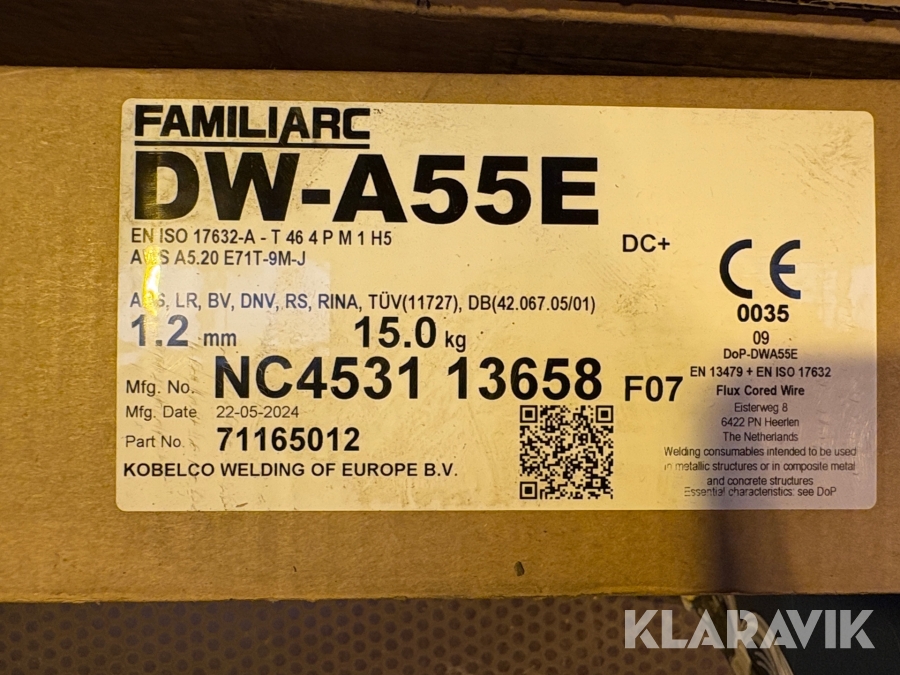 FAMILIARC
DW-A55E
EN ISO 17632-A - T 46 4 P M 1 H5
AWS A5.20 E71T-9M-J
DC+
ABS, LR, BV, DNV, RS, RINA, TÜV(11727), DB(42.067.05/01)
1.2 mm 15.0 kg
Mfg. No. NC4531 13658 F07
Mfg. Date 22-05-2024
Part No. 71165012
KOBELCO WELDING OF EUROPE B.V.
CE
0035
09
DoP-DWA55E
EN 13479 + EN ISO 17632
Flux Cored Wire
Eisterweg 8
6422 PN Heerlen
The Netherlands
Welding consumables intended to be used
in metallic structures or in composite metal
and concrete structures
Essential characteristics: see DoP
KLARAVIK